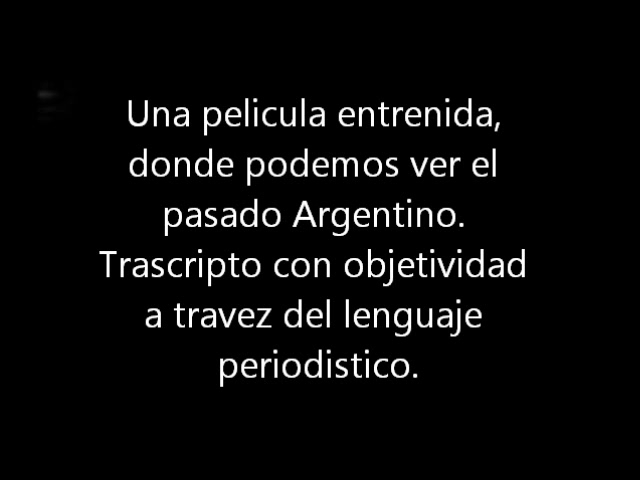 Una pelicula entrenida,
donde podemos ver el
pasado Argentino.
Trascripto con objetividad
a travez del lenguaje
periodistico.